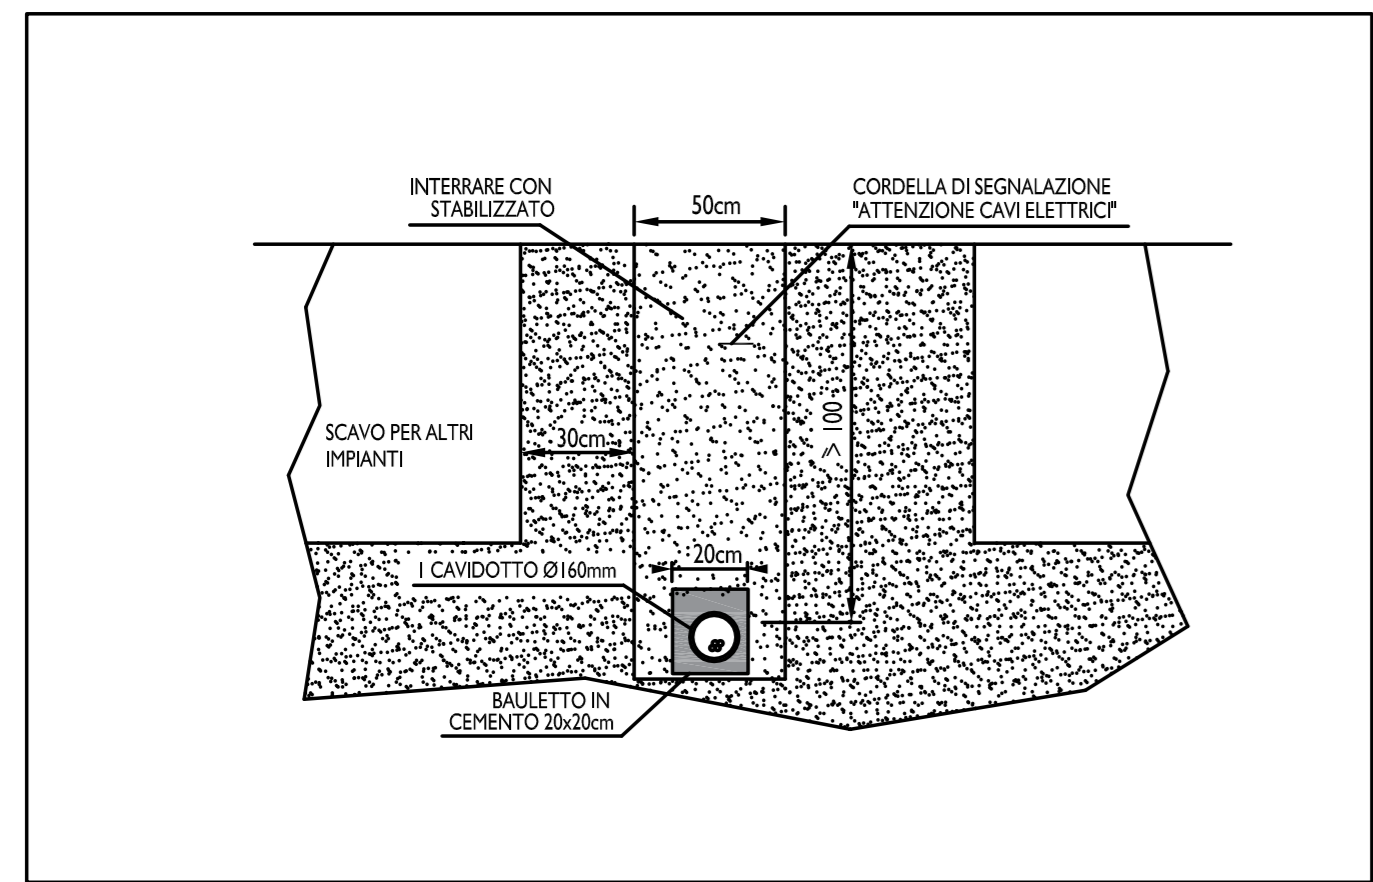 INTERRARE CON
STABILIZZATO
50cm
CORDELLA DI SEGNALAZIONE
"ATTENZIONE CAVI ELETTRICI"
SCAVO PER ALTRI
IMPIANTI
30cm
⩾ 100
20cm
1 CAVIDOTTO Ø160mm
BAULETTO IN
CEMENTO 20x20cm